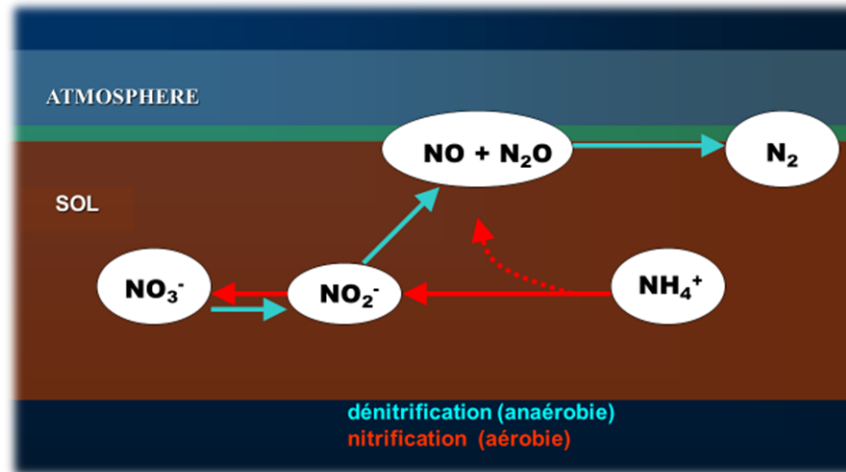 ATMOSPHERE
NO + N₂O
N₂
SOL
NO₃⁻
NO₂⁻
NH₄⁺
dénitrification (anaérobie)
nitrification (aérobie)